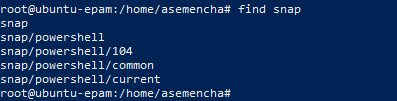 root@ubuntu-epam:/home/asemencha# find snap
snap
snap/powershell
snap/powershell/104
snap/powershell/common
snap/powershell/current
root@ubuntu-epam:/home/asemencha#